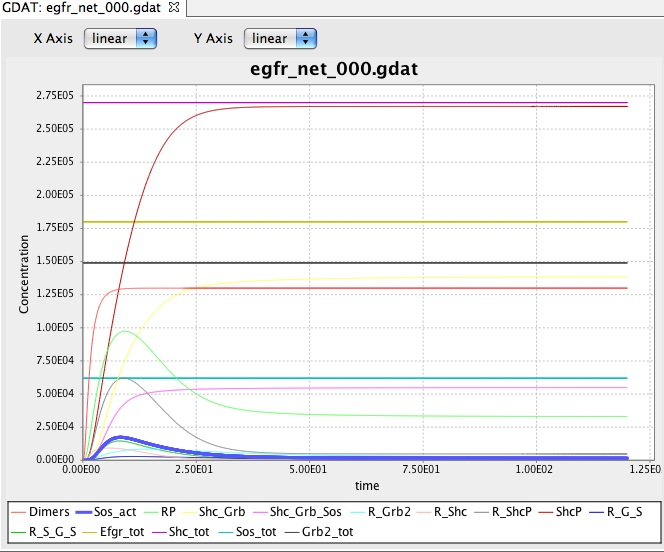 GDAT: egfr_net_000.gdat
X Axis linear Y Axis linear
egfr_net_000.gdat
Concentration
2.75E05
2.50E05
2.25E05
2.00E05
1.75E05
1.50E05
1.25E05
1.00E05
7.50E04
5.00E04
2.50E04
0.00E00
0.00E00 2.50E01 5.00E01 7.50E01 1.00E02 1.25E0
time
Dimers Sos_act RP Shc_Grb Shc_Grb_Sos R_Grb2 R_Shc R_ShcP ShcP R_G_S
R_S_G_S Efgr_tot Shc_tot Sos_tot Grb2_tot